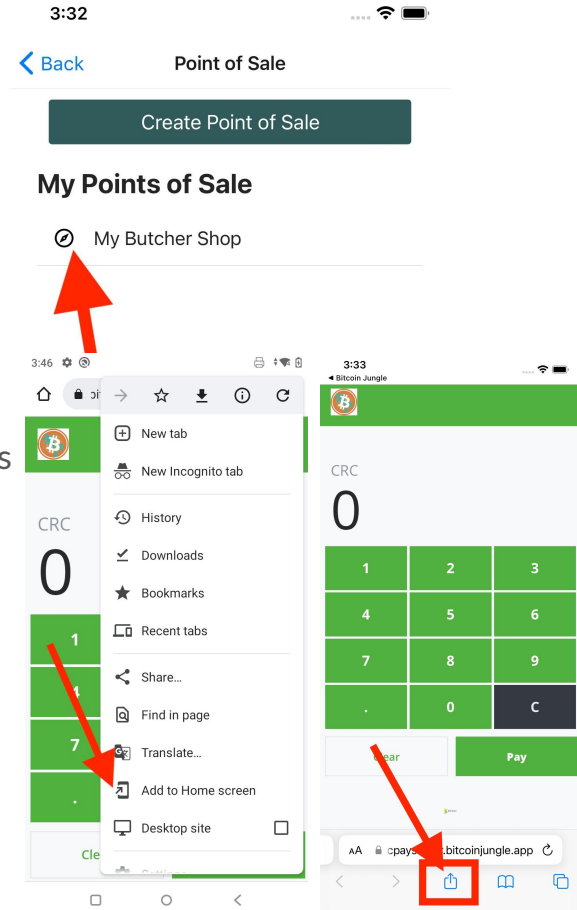 3:32
Back
Point of Sale
Create Point of Sale
My Points of Sale
My Butcher Shop
3:46
New tab
New Incognito tab
History
Downloads
Bookmarks
Recent tabs
Share...
Find in page
Translate...
Add to Home screen
Desktop site
s
CRC
0
1
4
7
.
Cle
3:33
◄ Bitcoin Jungle
CRC
0
1 2 3
4 5 6
7 8 9
. 0 C
Pay
AA
.bitcoinjungle.app